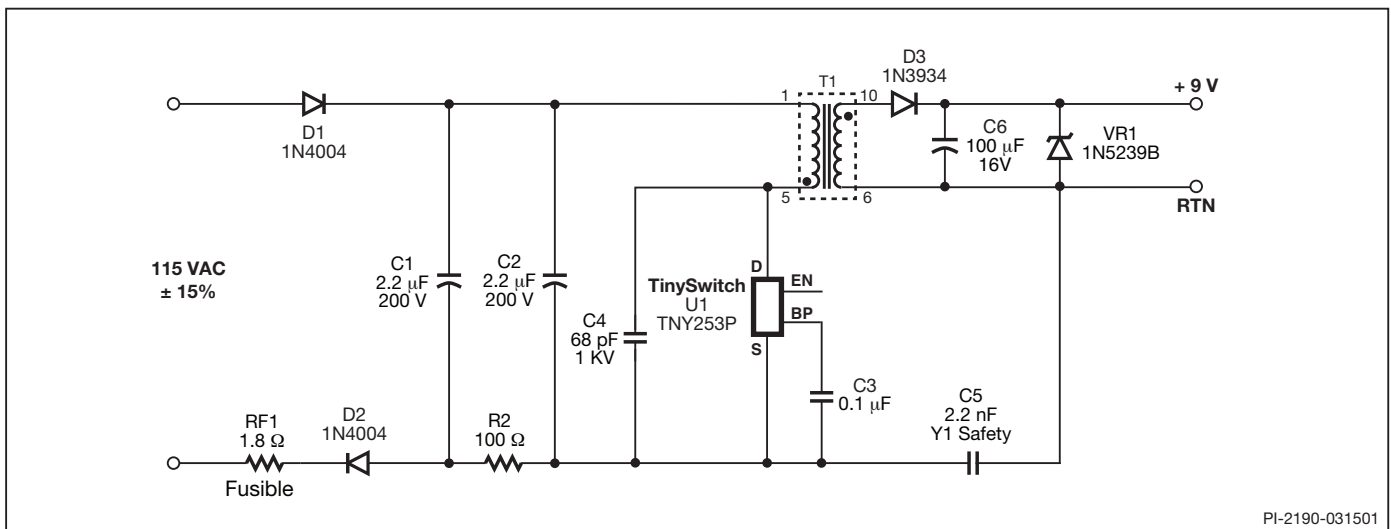 D3
1N3934
T1
+ 9 V
1
10
D1
1N4004
C6
100 µF
16V
VR1
1N5239B
5
6
RTN
115 VAC
± 15%
C1
2.2 µF
200 V
C2
2.2 µF
200 V
D
TinySwitch
U1
TNY253P
EN
BP
S
C4
68 pF
1 KV
C3
0.1 µF
C5
2.2 nF
Y1 Safety
RF1
1.8 Ω
Fusible
D2
1N4004
R2
100 Ω
PI-2190-031501